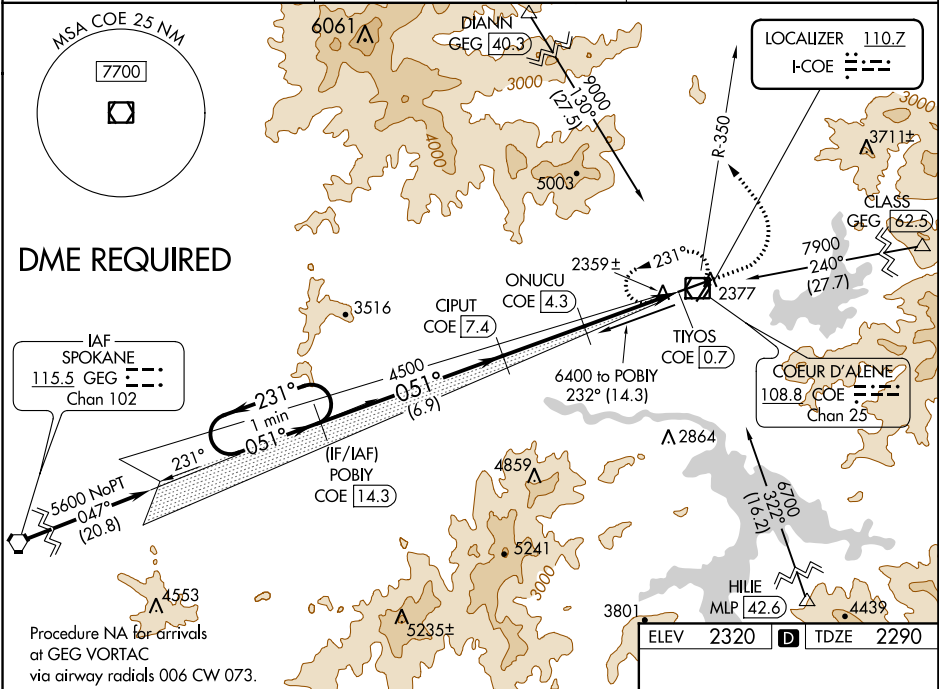 MSA COE 25 NM
7700
6061
DIANN
GEG 40.3
9000
130°
(27.5)
3000
4000
5003
R-350
LOCALIZER 110.7
I-COE
3000
3711±
CLASS
GEG 62.5
7900
240°
(27.7)
DME REQUIRED
2359±
231°
2377
ONUCU
COE 4.3
CIPUT
COE 7.4
3516
TIYOS
COE 0.7
IAF
SPOKANE
115.5 GEG
Chan 102
4500
051°
(6.9)
6400 to POBIY
232° (14.3)
COEUR D'ALENE
108.8 COE
Chan 25
231°
1 min
051°
231°
(IF/IAF)
POBIY
COE 14.3
5600 NoPT
047°
(20.8)
2864
4859
6700
322°
(16.2)
5241
3000
4553
5235±
3801
HILIE
MLP 42.6
4439
Procedure NA for arrivals
at GEG VORTAC
via airway radials 006 CW 073.
ELEV 2320 D TDZE 2290